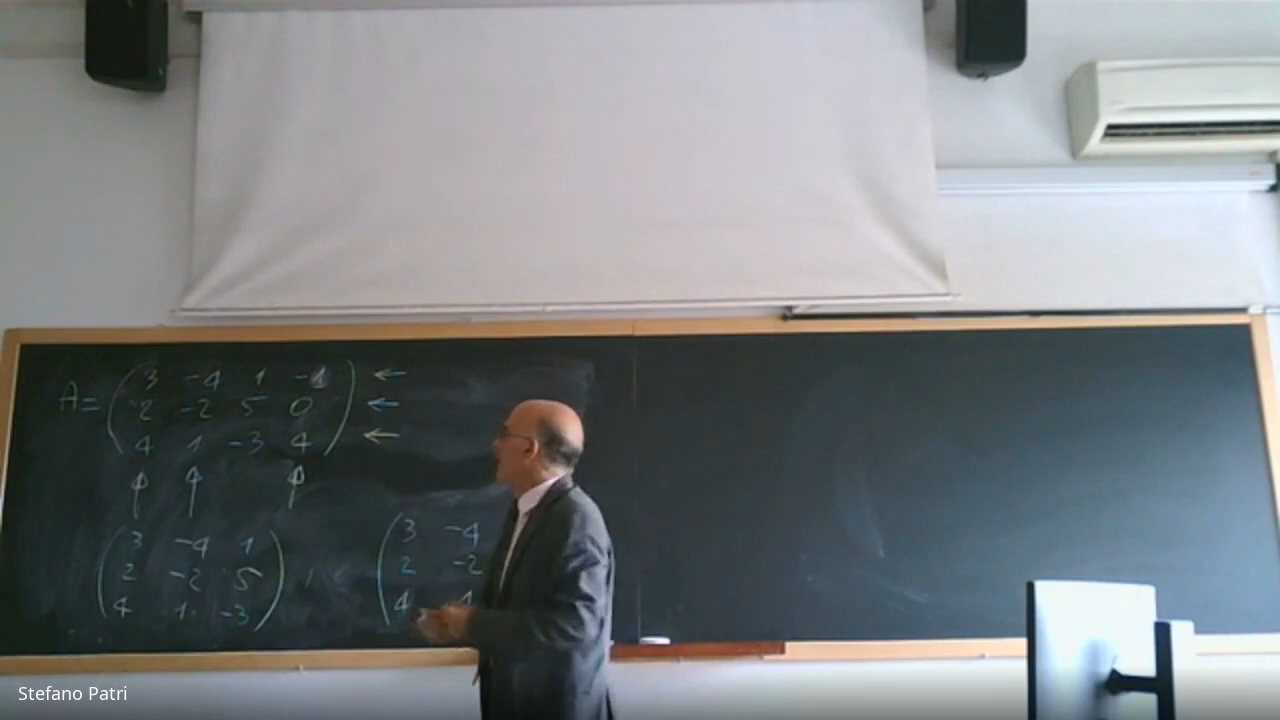 A = ( 3 -4 1 -1 ) ←
( 2 -2 5 0 ) ←
( 4 1 -3 4 ) ←
↑ ↑ ↑
( 3 -4 1 )
( 2 -2 5 )
( 4 1 -3 )
( 3 -4
( 2 -2
( 4 1
Stefano Patri